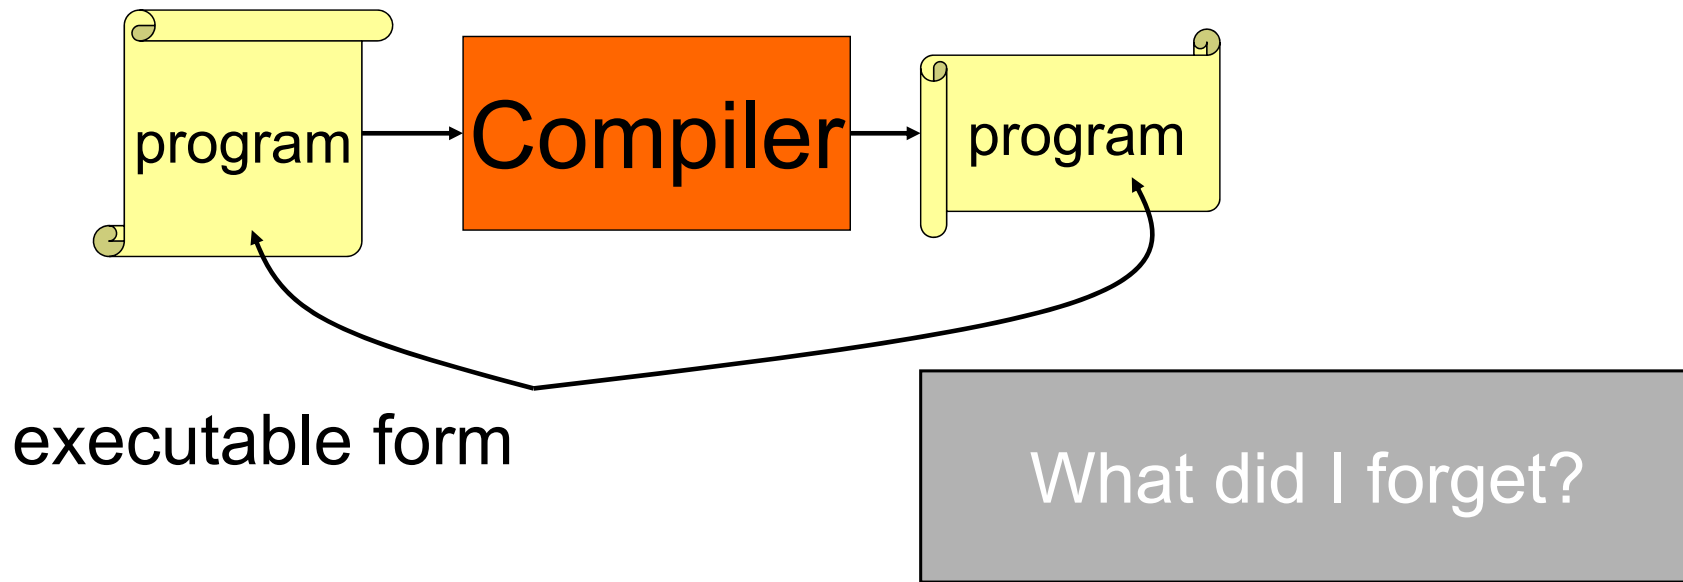 program
Compiler
program
executable form
What did I forget?